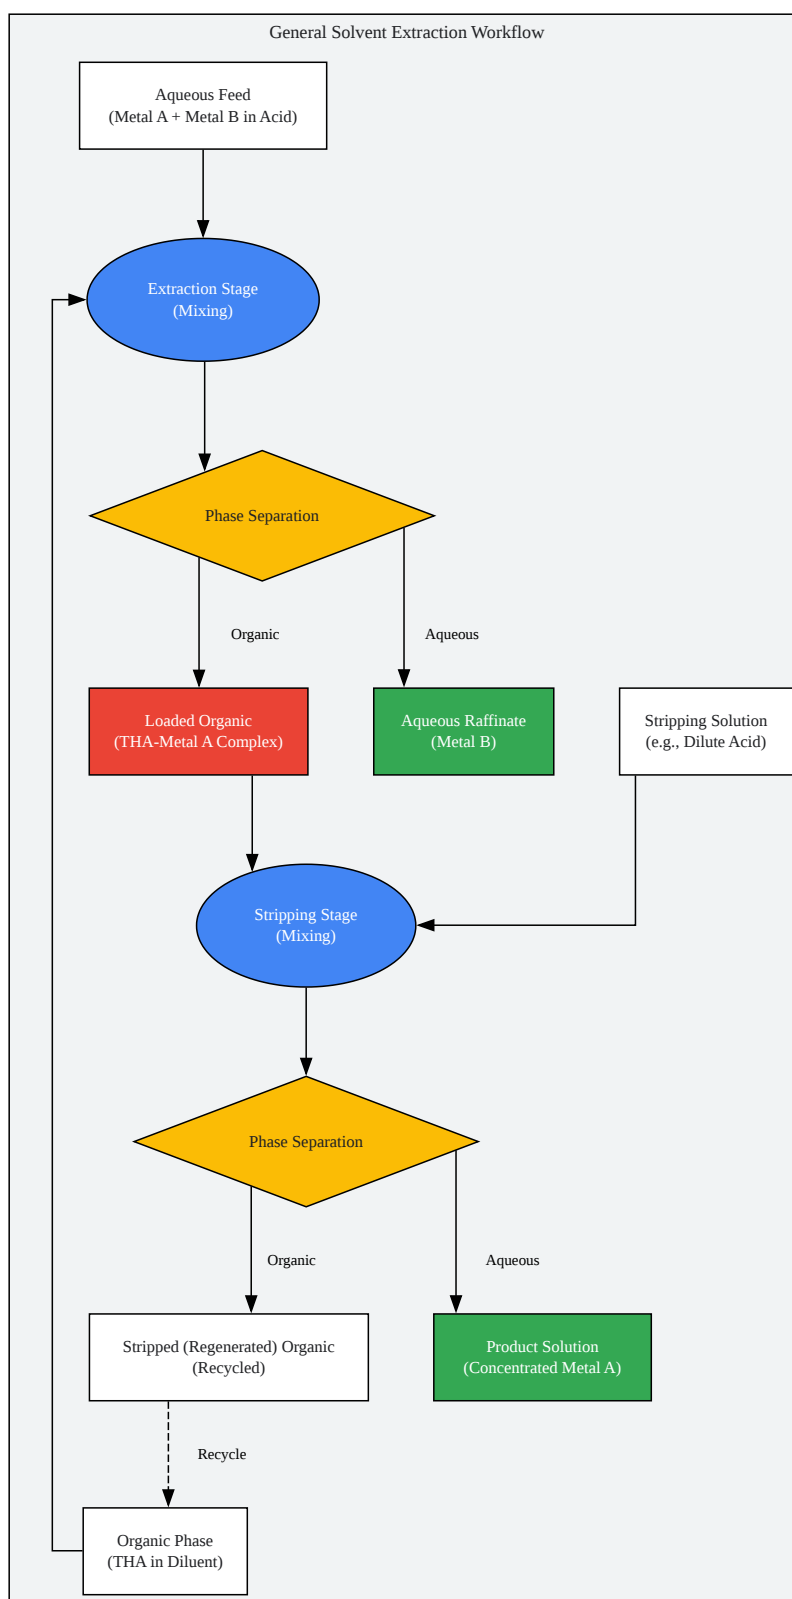 General Solvent Extraction Workflow
Aqueous Feed
(Metal A + Metal B in Acid)
Extraction Stage
(Mixing)
Phase Separation
Organic
Aqueous
Loaded Organic
(THA-Metal A Complex)
Aqueous Raffinate
(Metal B)
Stripping Solution
(e.g., Dilute Acid)
Stripping Stage
(Mixing)
Phase Separation
Organic
Aqueous
Stripped (Regenerated) Organic
(Recycled)
Product Solution
(Concentrated Metal A)
Recycle
Organic Phase
(THA in Diluent)